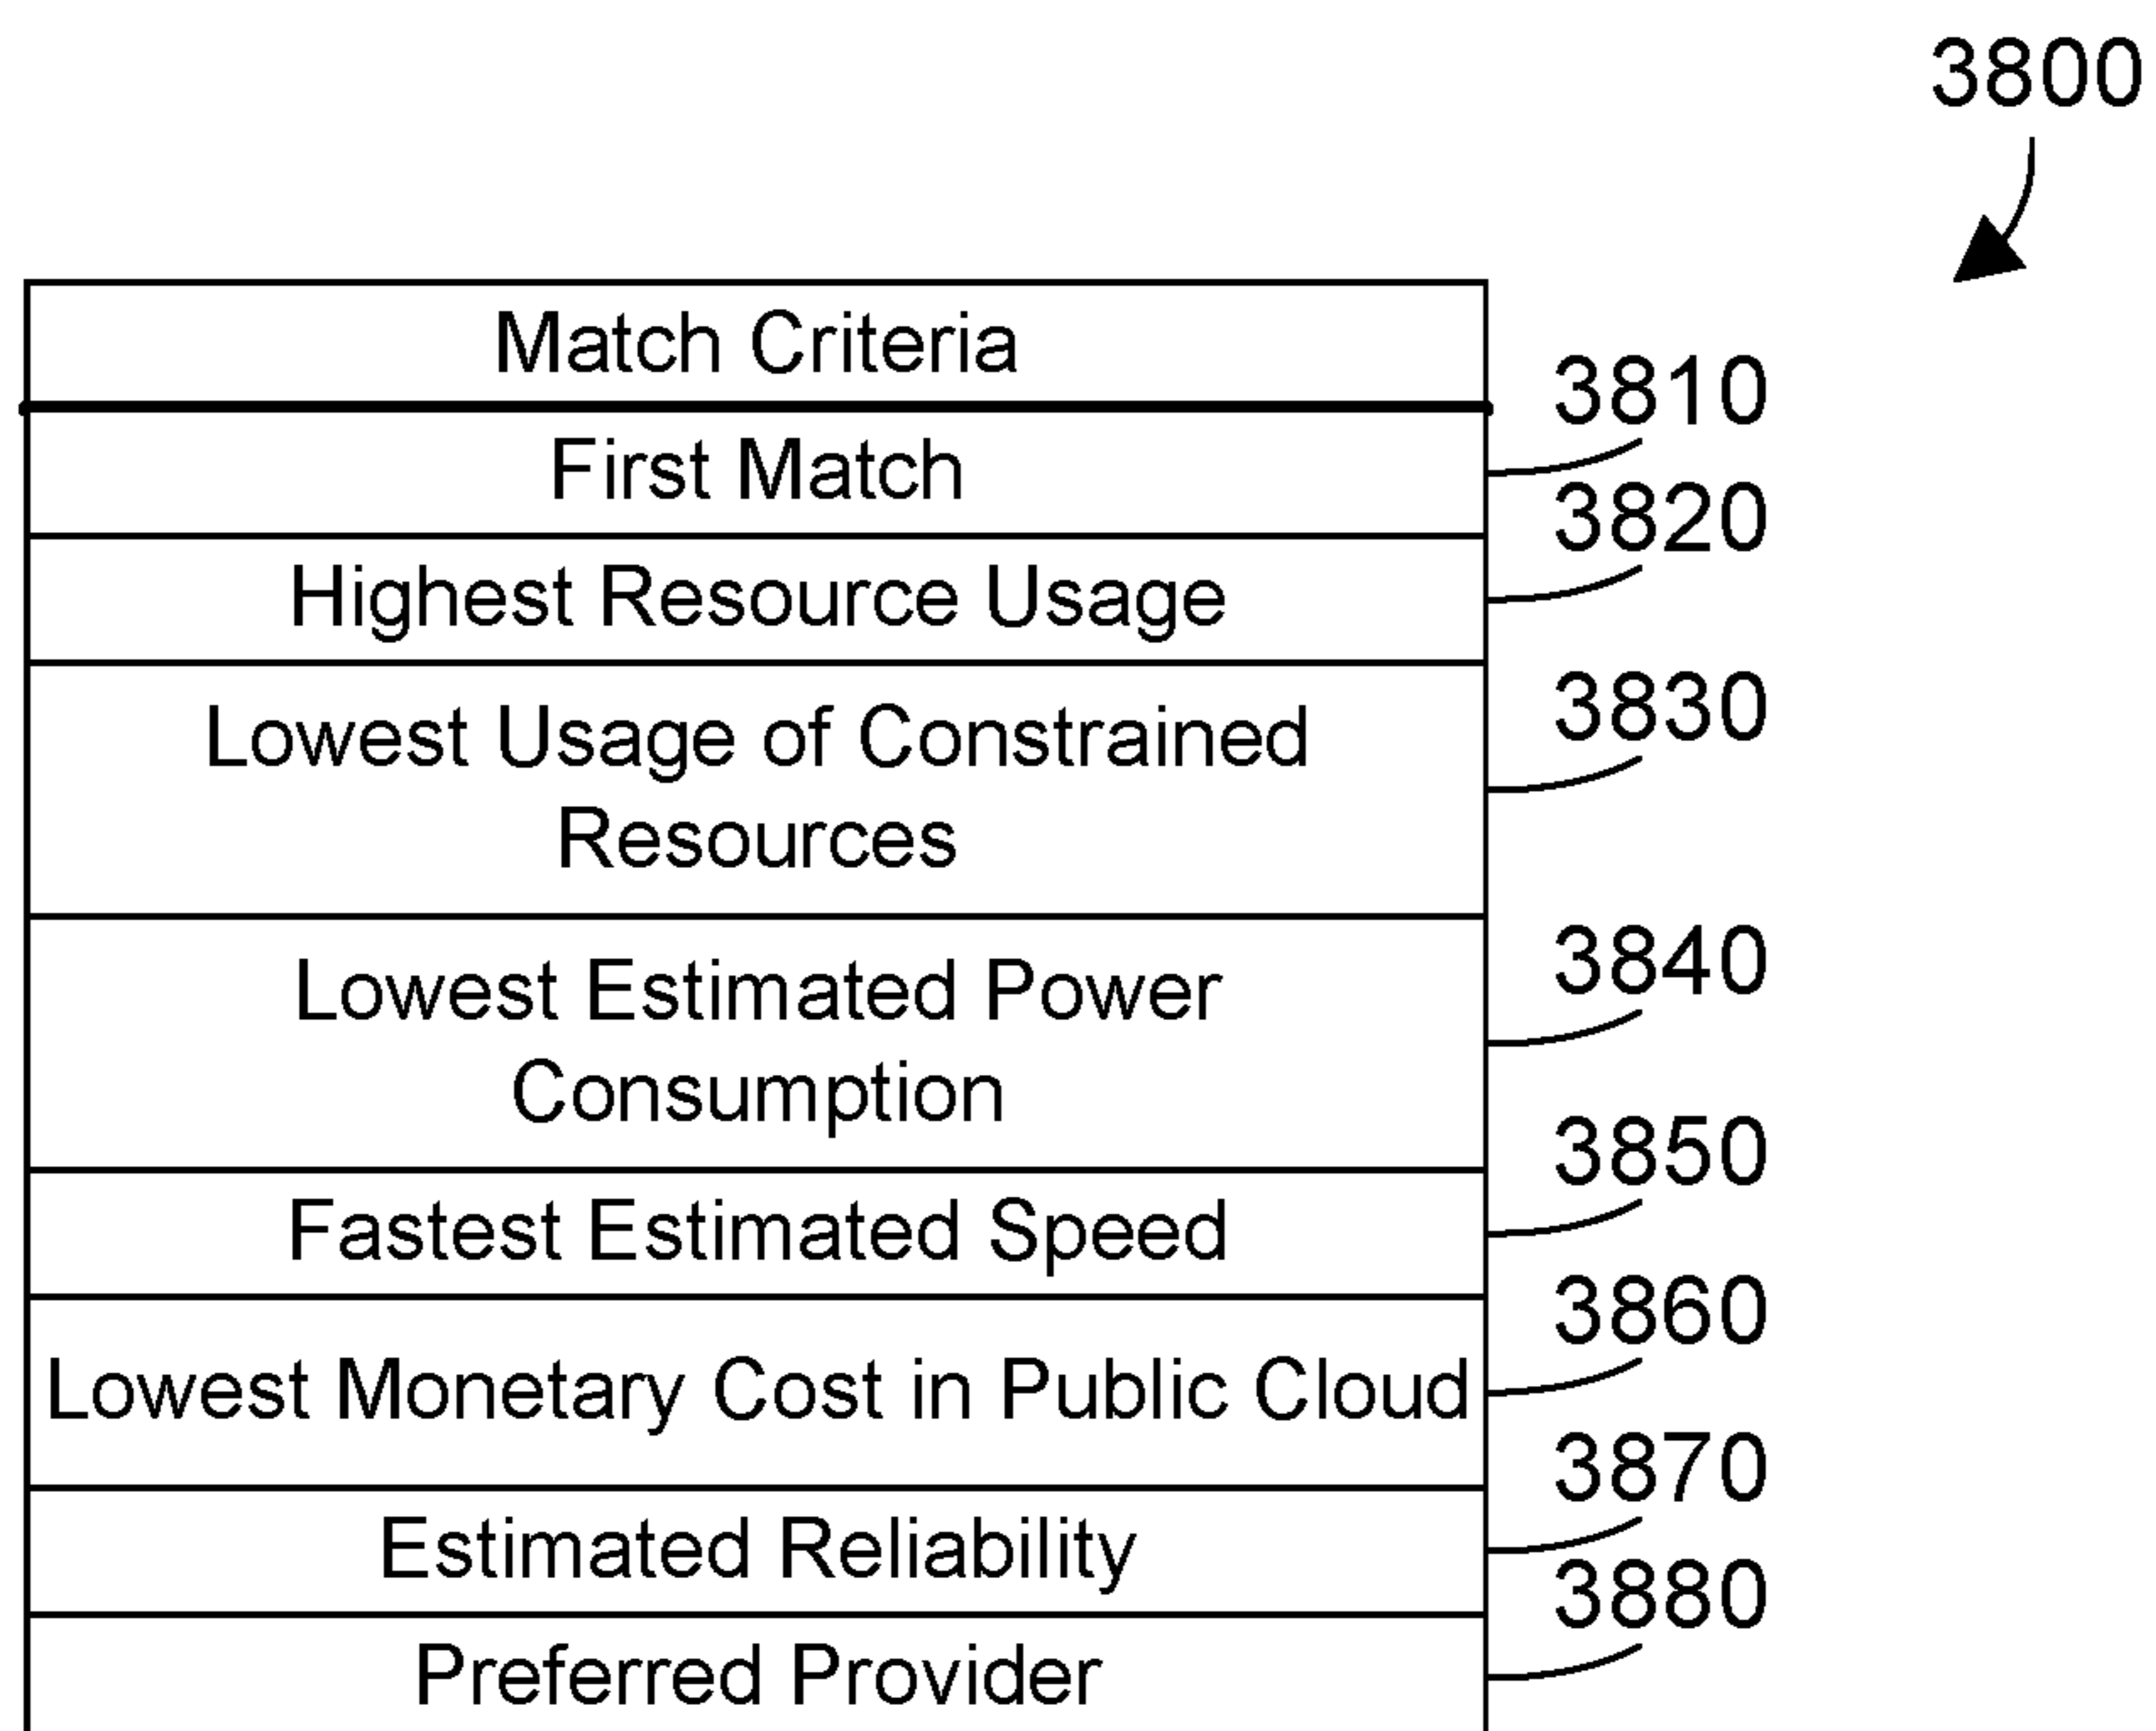 3800
Match Criteria
3810
First Match
3820
Highest Resource Usage
3830
Lowest Usage of Constrained
Resources
3840
Lowest Estimated Power
Consumption
3850
Fastest Estimated Speed
3860
Lowest Monetary Cost in Public Cloud
3870
Estimated Reliability
3880
Preferred Provider